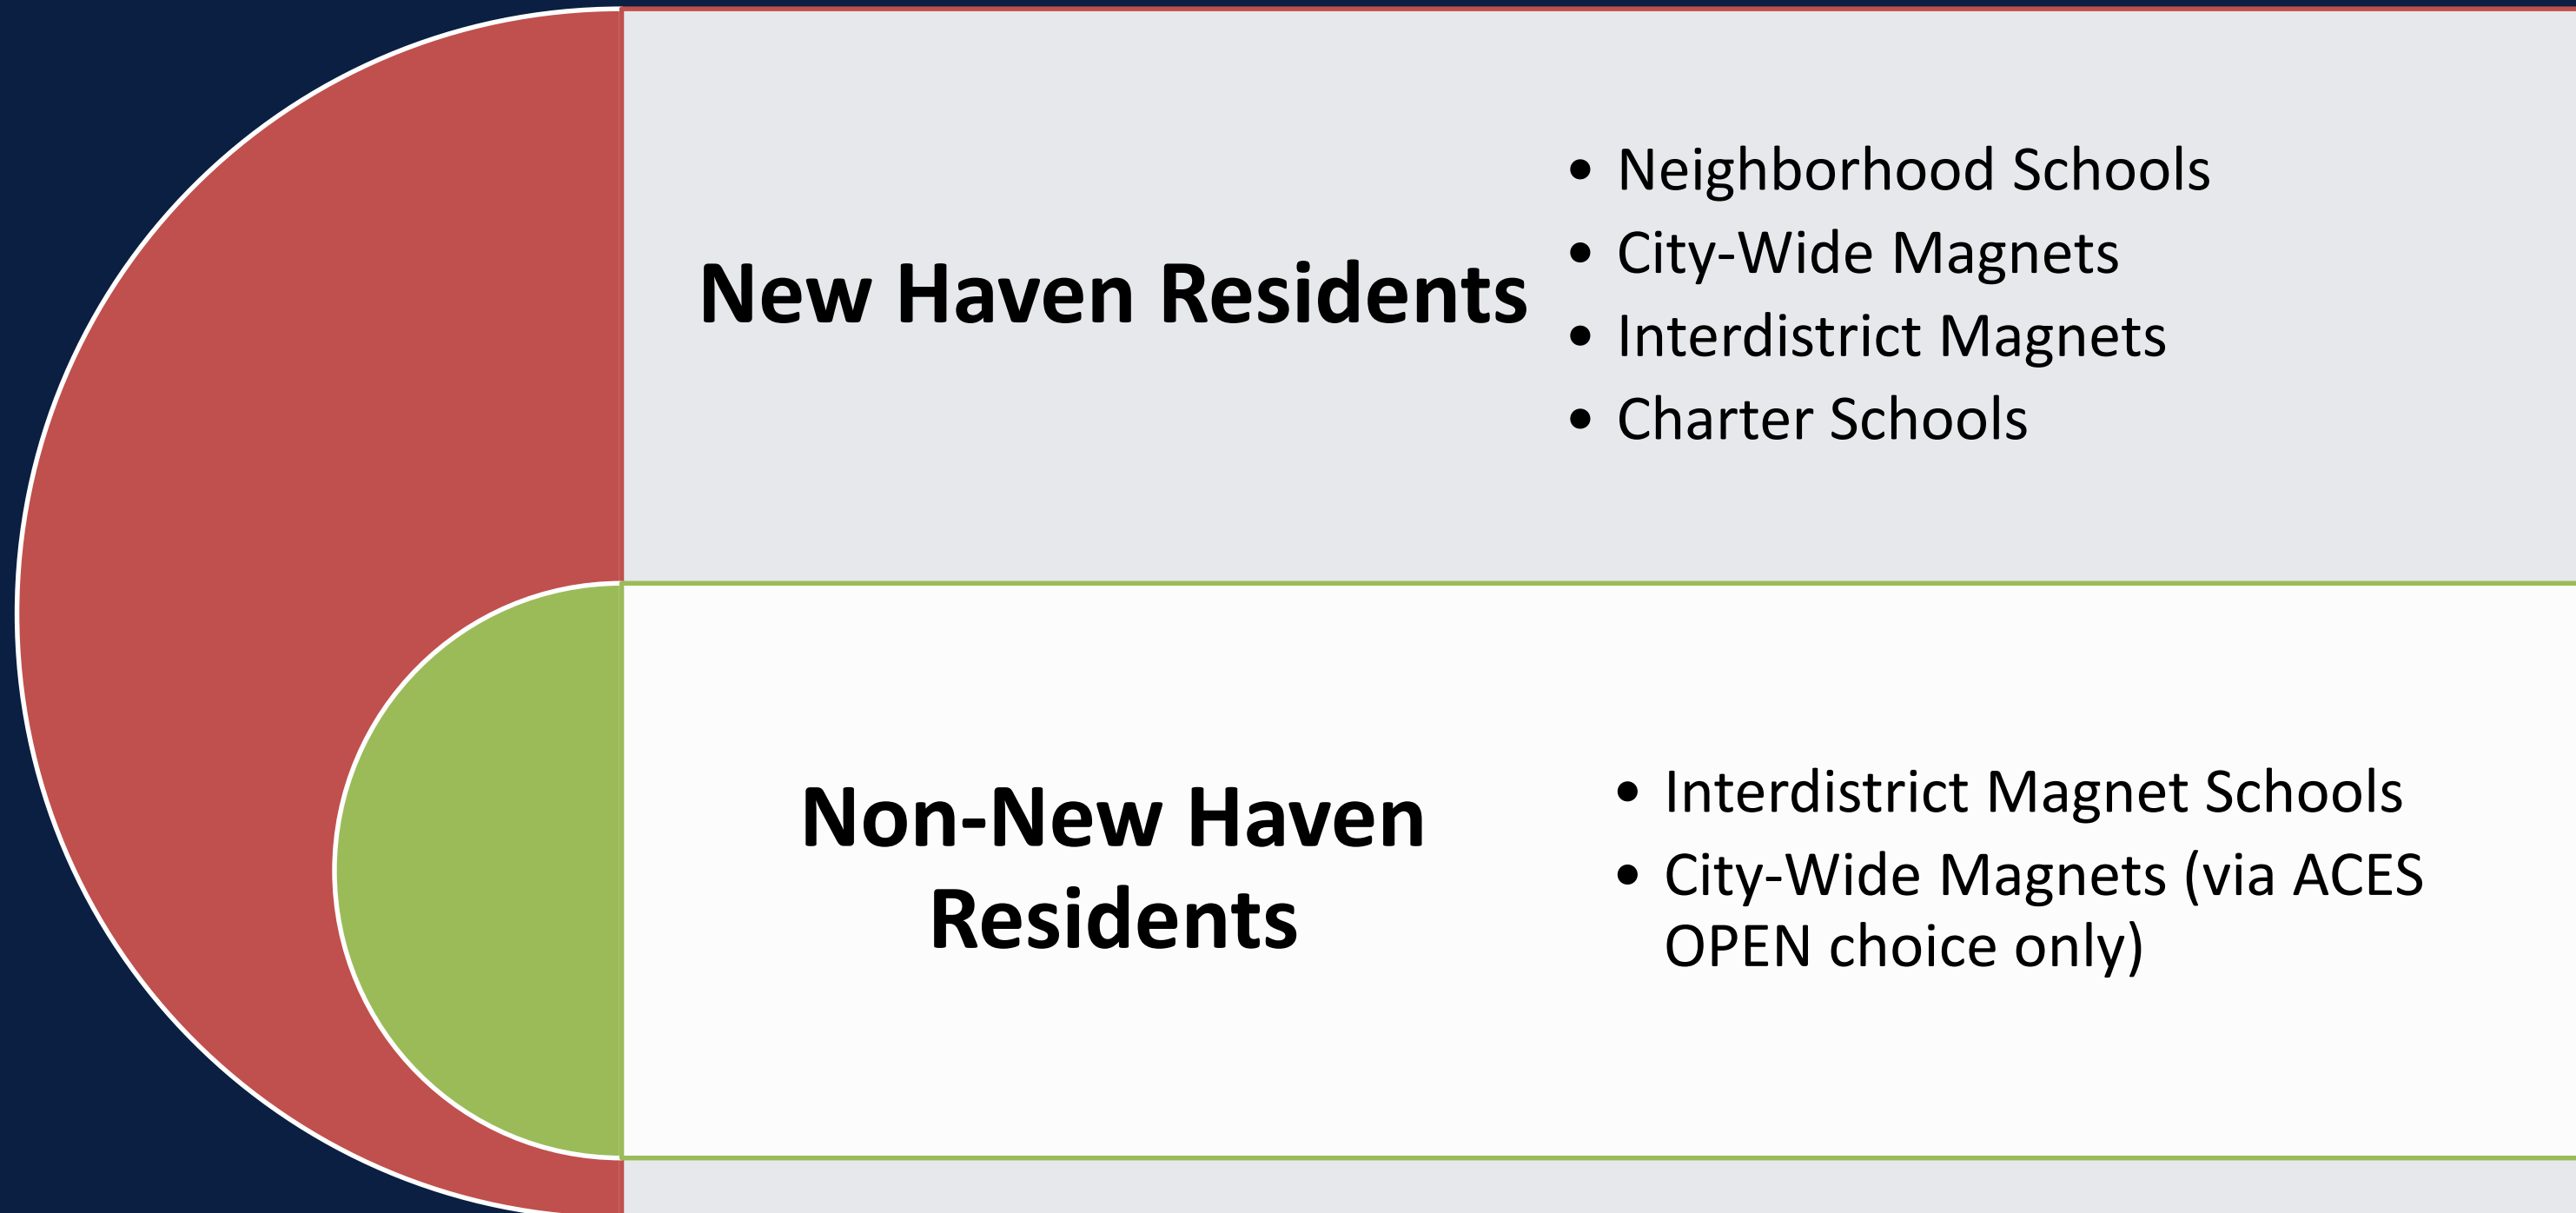 New Haven Residents
• Neighborhood Schools
• City-Wide Magnets
• Interdistrict Magnets
• Charter Schools
Non-New Haven
Residents
• Interdistrict Magnet Schools
• City-Wide Magnets (via ACES
OPEN choice only)